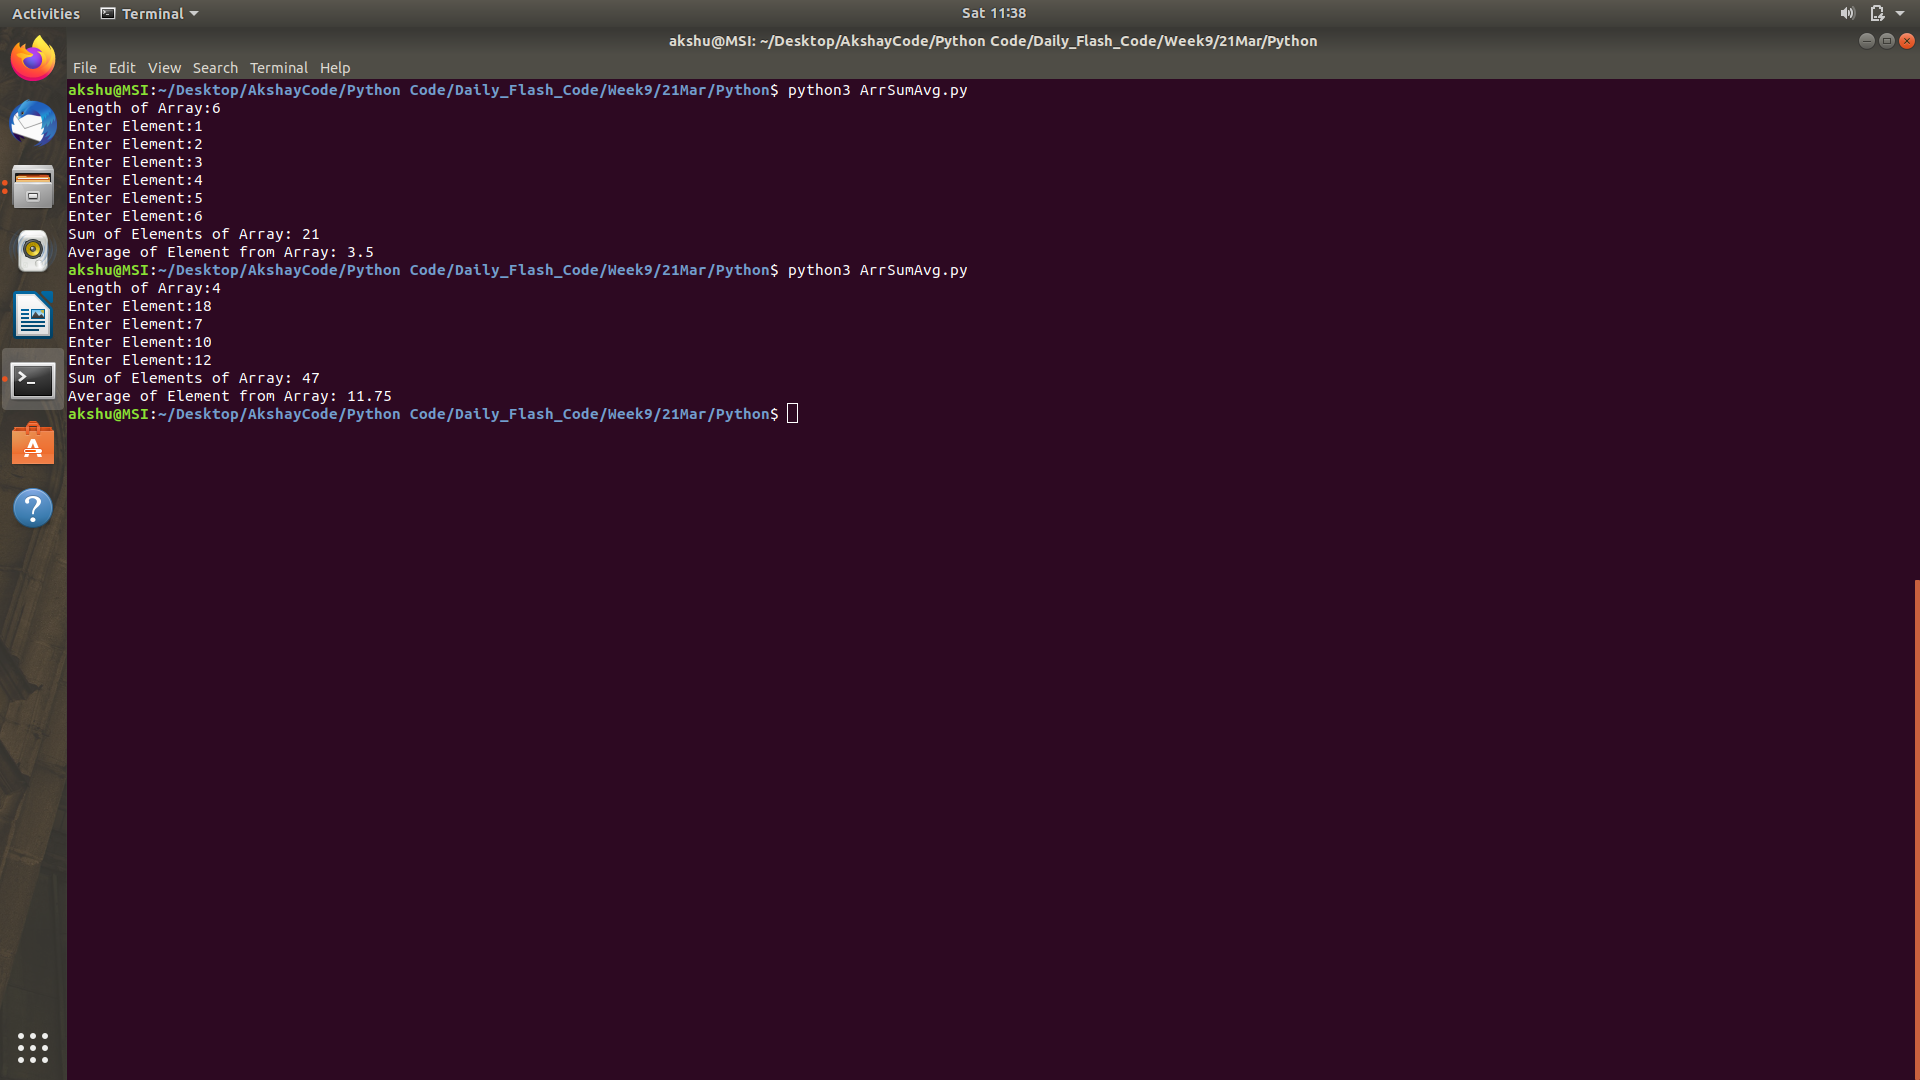 Activities Terminal Sat 11:38
akshu@MSI: ~/Desktop/AkshayCode/Python Code/Daily_Flash_Code/Week9/21Mar/Python
File Edit View Search Terminal Help
akshu@MSI:~/Desktop/AkshayCode/Python Code/Daily_Flash_Code/Week9/21Mar/Python$ python3 ArrSumAvg.py
Length of Array:6
Enter Element:1
Enter Element:2
Enter Element:3
Enter Element:4
Enter Element:5
Enter Element:6
Sum of Elements of Array: 21
Average of Element from Array: 3.5
akshu@MSI:~/Desktop/AkshayCode/Python Code/Daily_Flash_Code/Week9/21Mar/Python$ python3 ArrSumAvg.py
Length of Array:4
Enter Element:18
Enter Element:7
Enter Element:10
Enter Element:12
Sum of Elements of Array: 47
Average of Element from Array: 11.75
akshu@MSI:~/Desktop/AkshayCode/Python Code/Daily_Flash_Code/Week9/21Mar/Python$